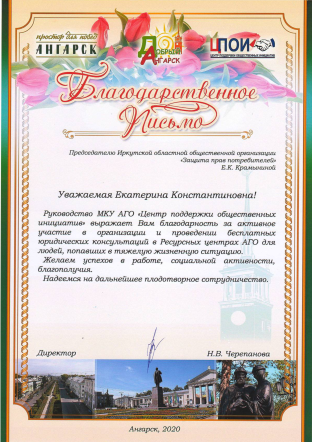 простор для побед
АНГАРСК
ДОБРЫЙ
АНГАРСК
ЦПОИ
Благодарственное
Письмо
Председателю Иркутской областной общественной организации
«Защита прав потребителей»
Е.К. Крамыниной
Уважаемая Екатерина Константиновна!
Руководство МКУ АГО «Центр поддержки общественных
инициатив» выражает Вам благодарность за активное
участие в организации и проведении бесплатных
юридических консультаций в Ресурсных центрах АГО для
людей, попавших в тяжелую жизненную ситуацию.
Желаем успехов в работе, социальной активности,
благополучия.
Надеемся на дальнейшее плодотворное сотрудничество.
Директор Н.В. Черепанова
Ангарск, 2020